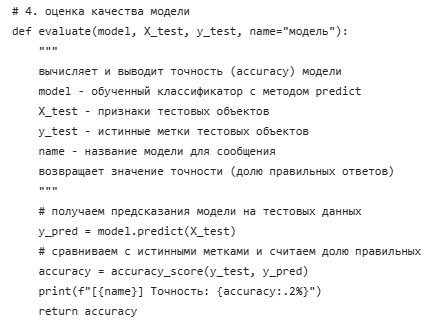 # 4. оценка качества модели
def evaluate(model, X_test, y_test, name="модель"):
    """
    вычисляет и выводит точность (accuracy) модели
    model - обученный классификатор с методом predict
    X_test - признаки тестовых объектов
    y_test - истинные метки тестовых объектов
    name - название модели для сообщения
    возвращает значение точности (долю правильных ответов)
    """
    # получаем предсказания модели на тестовых данных
    y_pred = model.predict(X_test)
    # сравниваем с истинными метками и считаем долю правильных
    accuracy = accuracy_score(y_test, y_pred)
    print(f"[{name}] Точность: {accuracy:.2%}")
    return accuracy